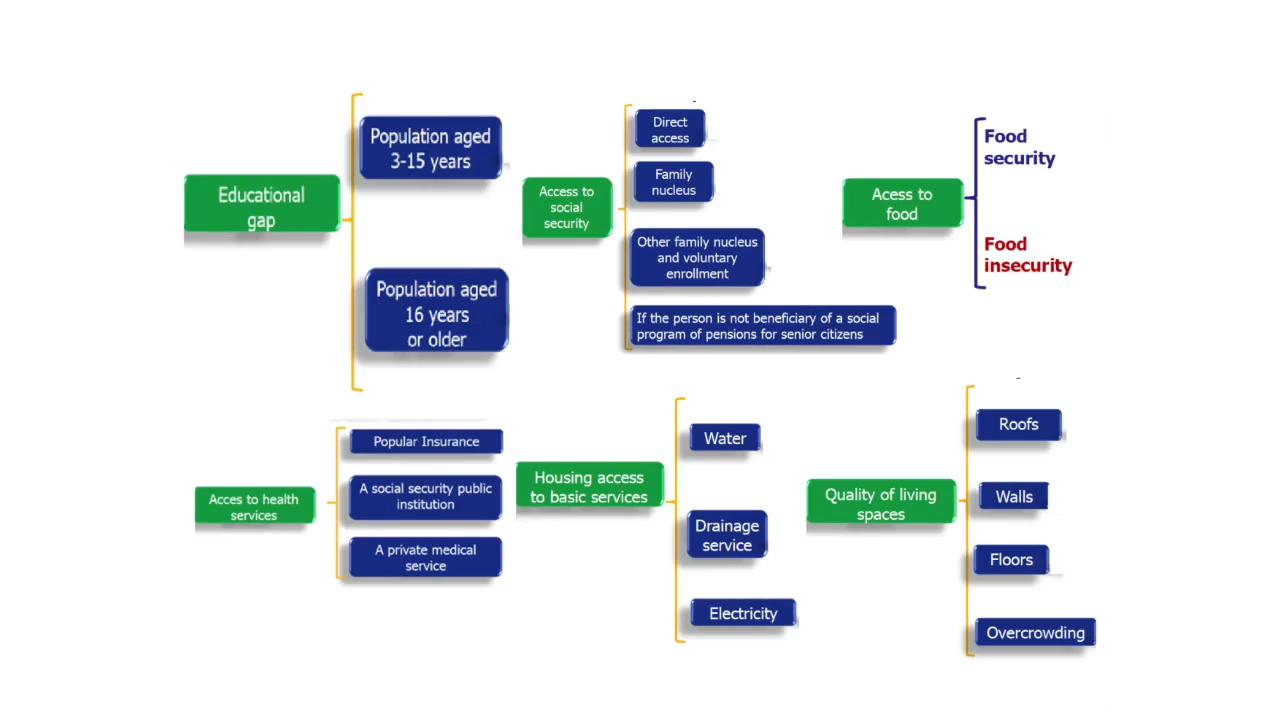 Educational
gap
Population aged
3-15 years
Population aged
16 years
or older
Access to
social
security
Direct
access
Family
nucleus
Other family nucleus
and voluntary
enrollment
If the person is not beneficiary of a social
program of pensions for senior citizens
Acess to
food
Food
security
Food
insecurity
Acces to health
services
Popular Insurance
A social security public
institution
A private medical
service
Housing access
to basic services
Water
Drainage
service
Electricity
Quality of living
spaces
Roofs
Walls
Floors
Overcrowding